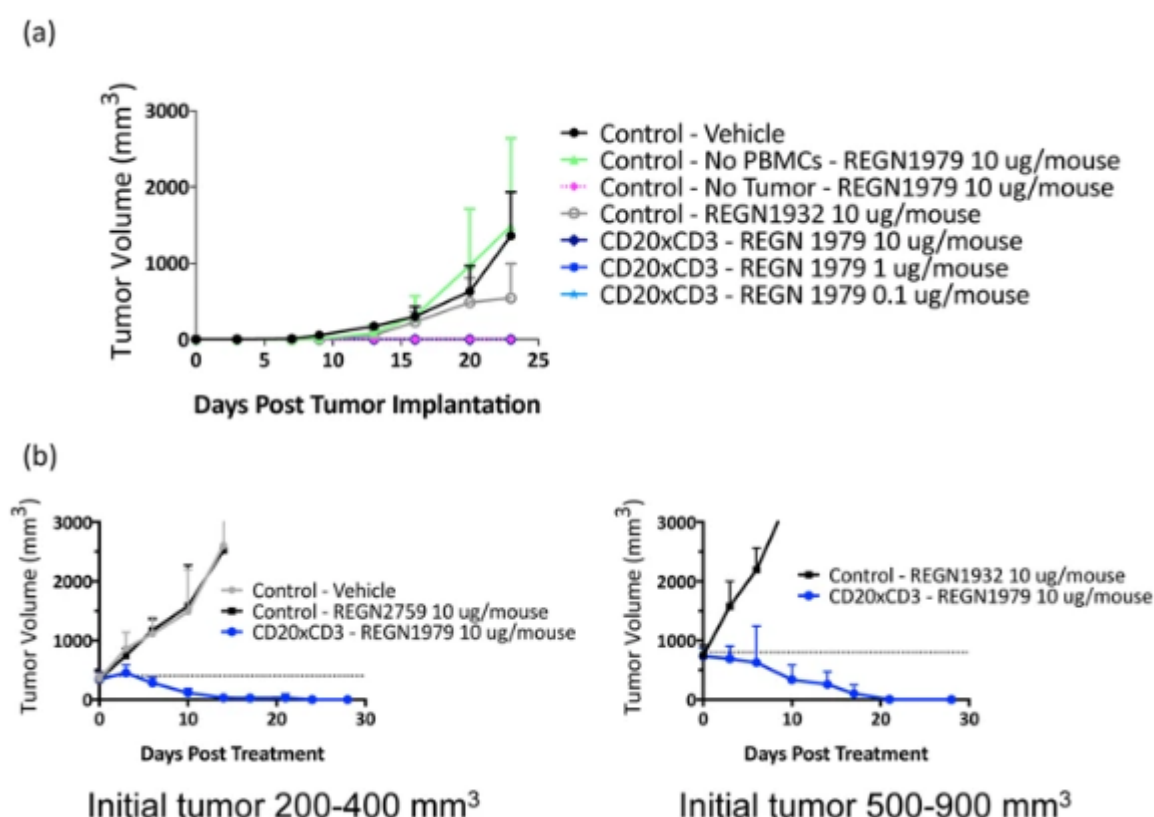 (a)
Tumor Volume (mm3)
3000
2000
1000
0
0 5 10 15 20 25
Days Post Tumor Implantation
Control - Vehicle
Control - No PBMCs - REGN1979 10 ug/mouse
Control - No Tumor - REGN1979 10 ug/mouse
Control - REGN1932 10 ug/mouse
CD20xCD3 - REGN 1979 10 ug/mouse
CD20xCD3 - REGN 1979 1 ug/mouse
CD20xCD3 - REGN 1979 0.1 ug/mouse
(b)
Tumor Volume (mm3)
3000
2000
1000
0
0 10 20 30
Days Post Treatment
Control - Vehicle
Control - REGN2759 10 ug/mouse
CD20xCD3 - REGN1979 10 ug/mouse
Initial tumor 200-400 mm3
Tumor Volume (mm3)
3000
2000
1000
0
0 10 20 30
Days Post Treatment
Control - REGN1932 10 ug/mouse
CD20xCD3 - REGN1979 10 ug/mouse
Initial tumor 500-900 mm3